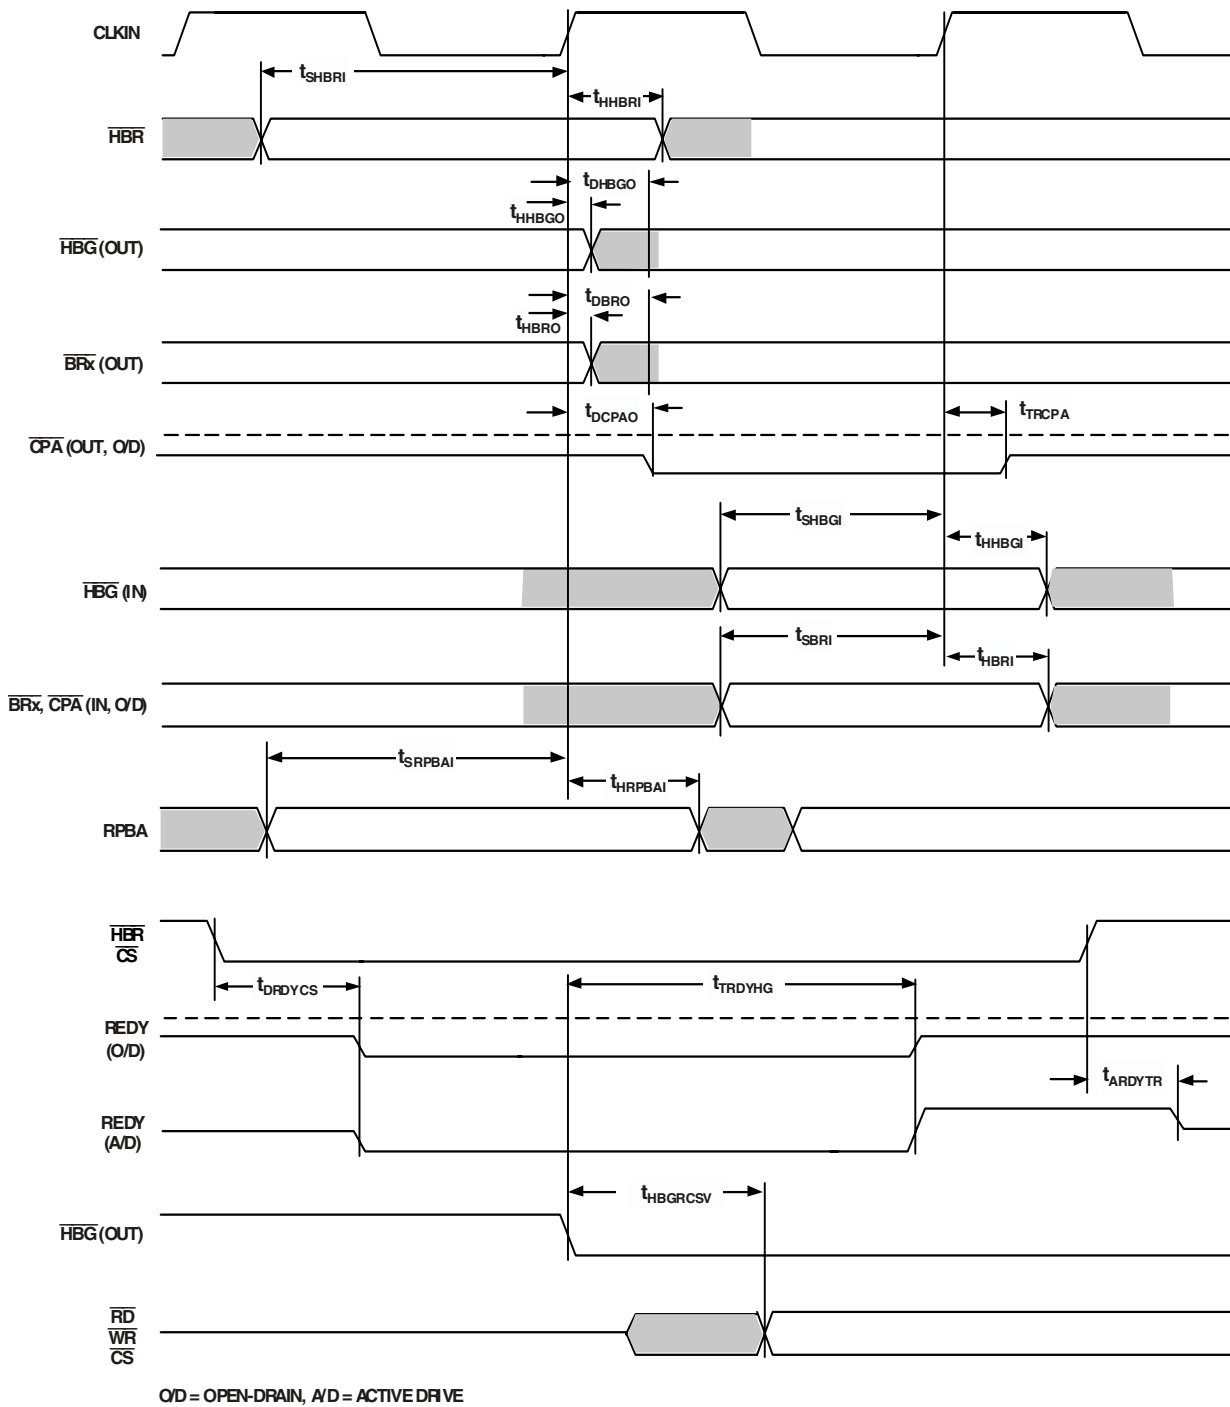 CLKIN
tSHBRI
tHHBRI
HBR
tDHBGO
tHHBGO
HBG (OUT)
tDBRO
tHBRO
BRx (OUT)
tDCPAO
tTRCPA
CPA (OUT, O/D)
tSHBGI
tHHBGI
HBG (IN)
tSBRI
tHBRI
BRx, CPA (IN, O/D)
tSRPBAI
tHRPBAI
RPBA
HBR
CS
tDRDYCS
tTRDYHG
REDY
(O/D)
tARDYTR
REDY
(A/D)
tHBGRCSV
HBG (OUT)
RD
WR
CS
O/D = OPEN-DRAIN, A/D = ACTIVE DRIVE